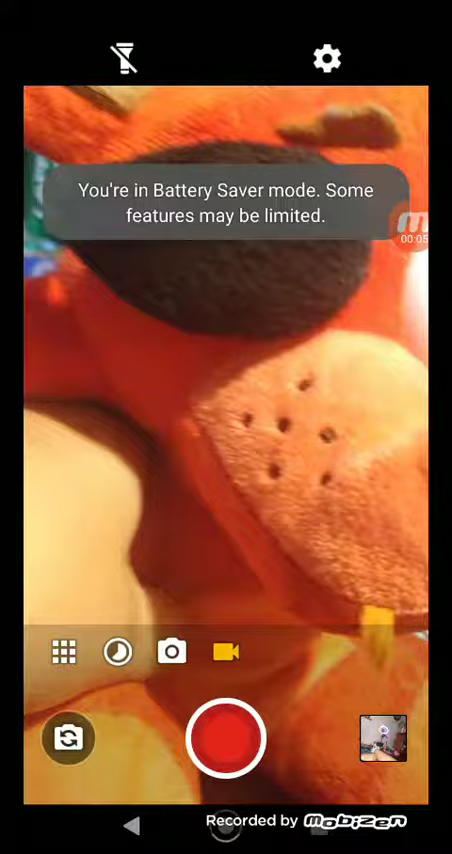 You're in Battery Saver mode. Some
features may be limited.
00:05
Recorded by mobizen